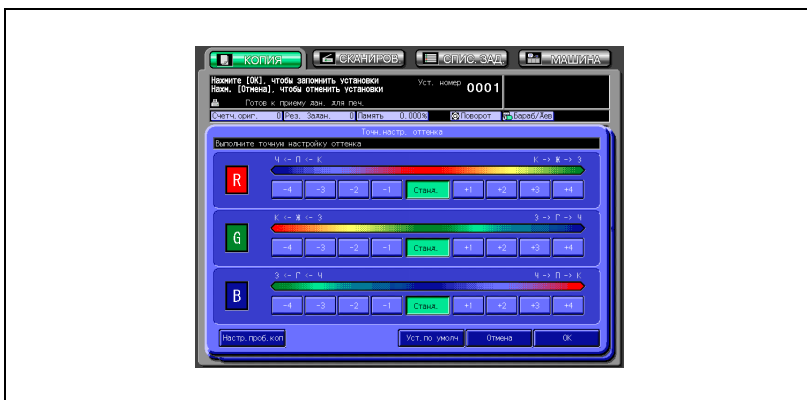 КОПИЯ СКАНИРОВ СПИС.ЗАД МАШИНА
Нажмите [OK], чтобы запомнить установки
Нажм. [Отмена], чтобы отменить установки
Уст. номер 0001
Готов к приему дан. для печ.
Счетч.ориг. 0 Рез. Задан. 0 Память 0.000% Поворот Бараб/Лев
Точн.настр. оттенка
Выполните точную настройку оттенка
Ч <- П <- К К -> Ж -> З
R -4 -3 -2 -1 Станд. +1 +2 +3 +4
К <- Ж <- З З -> Г -> Ч
G -4 -3 -2 -1 Станд. +1 +2 +3 +4
З <- Г <- Ч Ч -> П -> К
B -4 -3 -2 -1 Станд. +1 +2 +3 +4
Настр.проб.коп Уст.по умолч Отмена OK